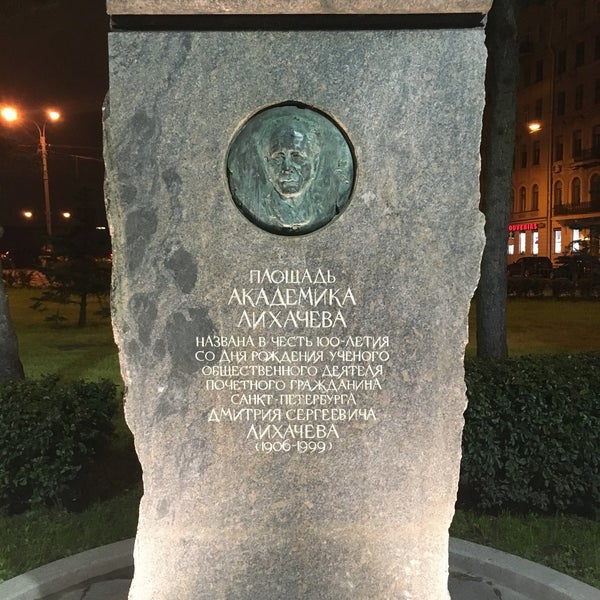 ПЛОЩАДЬ
АКАДЕМИКА
ЛИХАЧЕВА
НАЗВАНА В ЧЕСТЬ 100-ЛЕТИЯ
СО ДНЯ РОЖДЕНИЯ УЧЕНОГО
ОБЩЕСТВЕННОГО ДЕЯТЕЛЯ
ПОЧЕТНОГО ГРАЖДАНИНА
САНКТ-ПЕТЕРБУРГА
ДМИТРИЯ СЕРГЕЕВИЧА
ЛИХАЧЕВА
(1906-1999)
SOUVENIRS